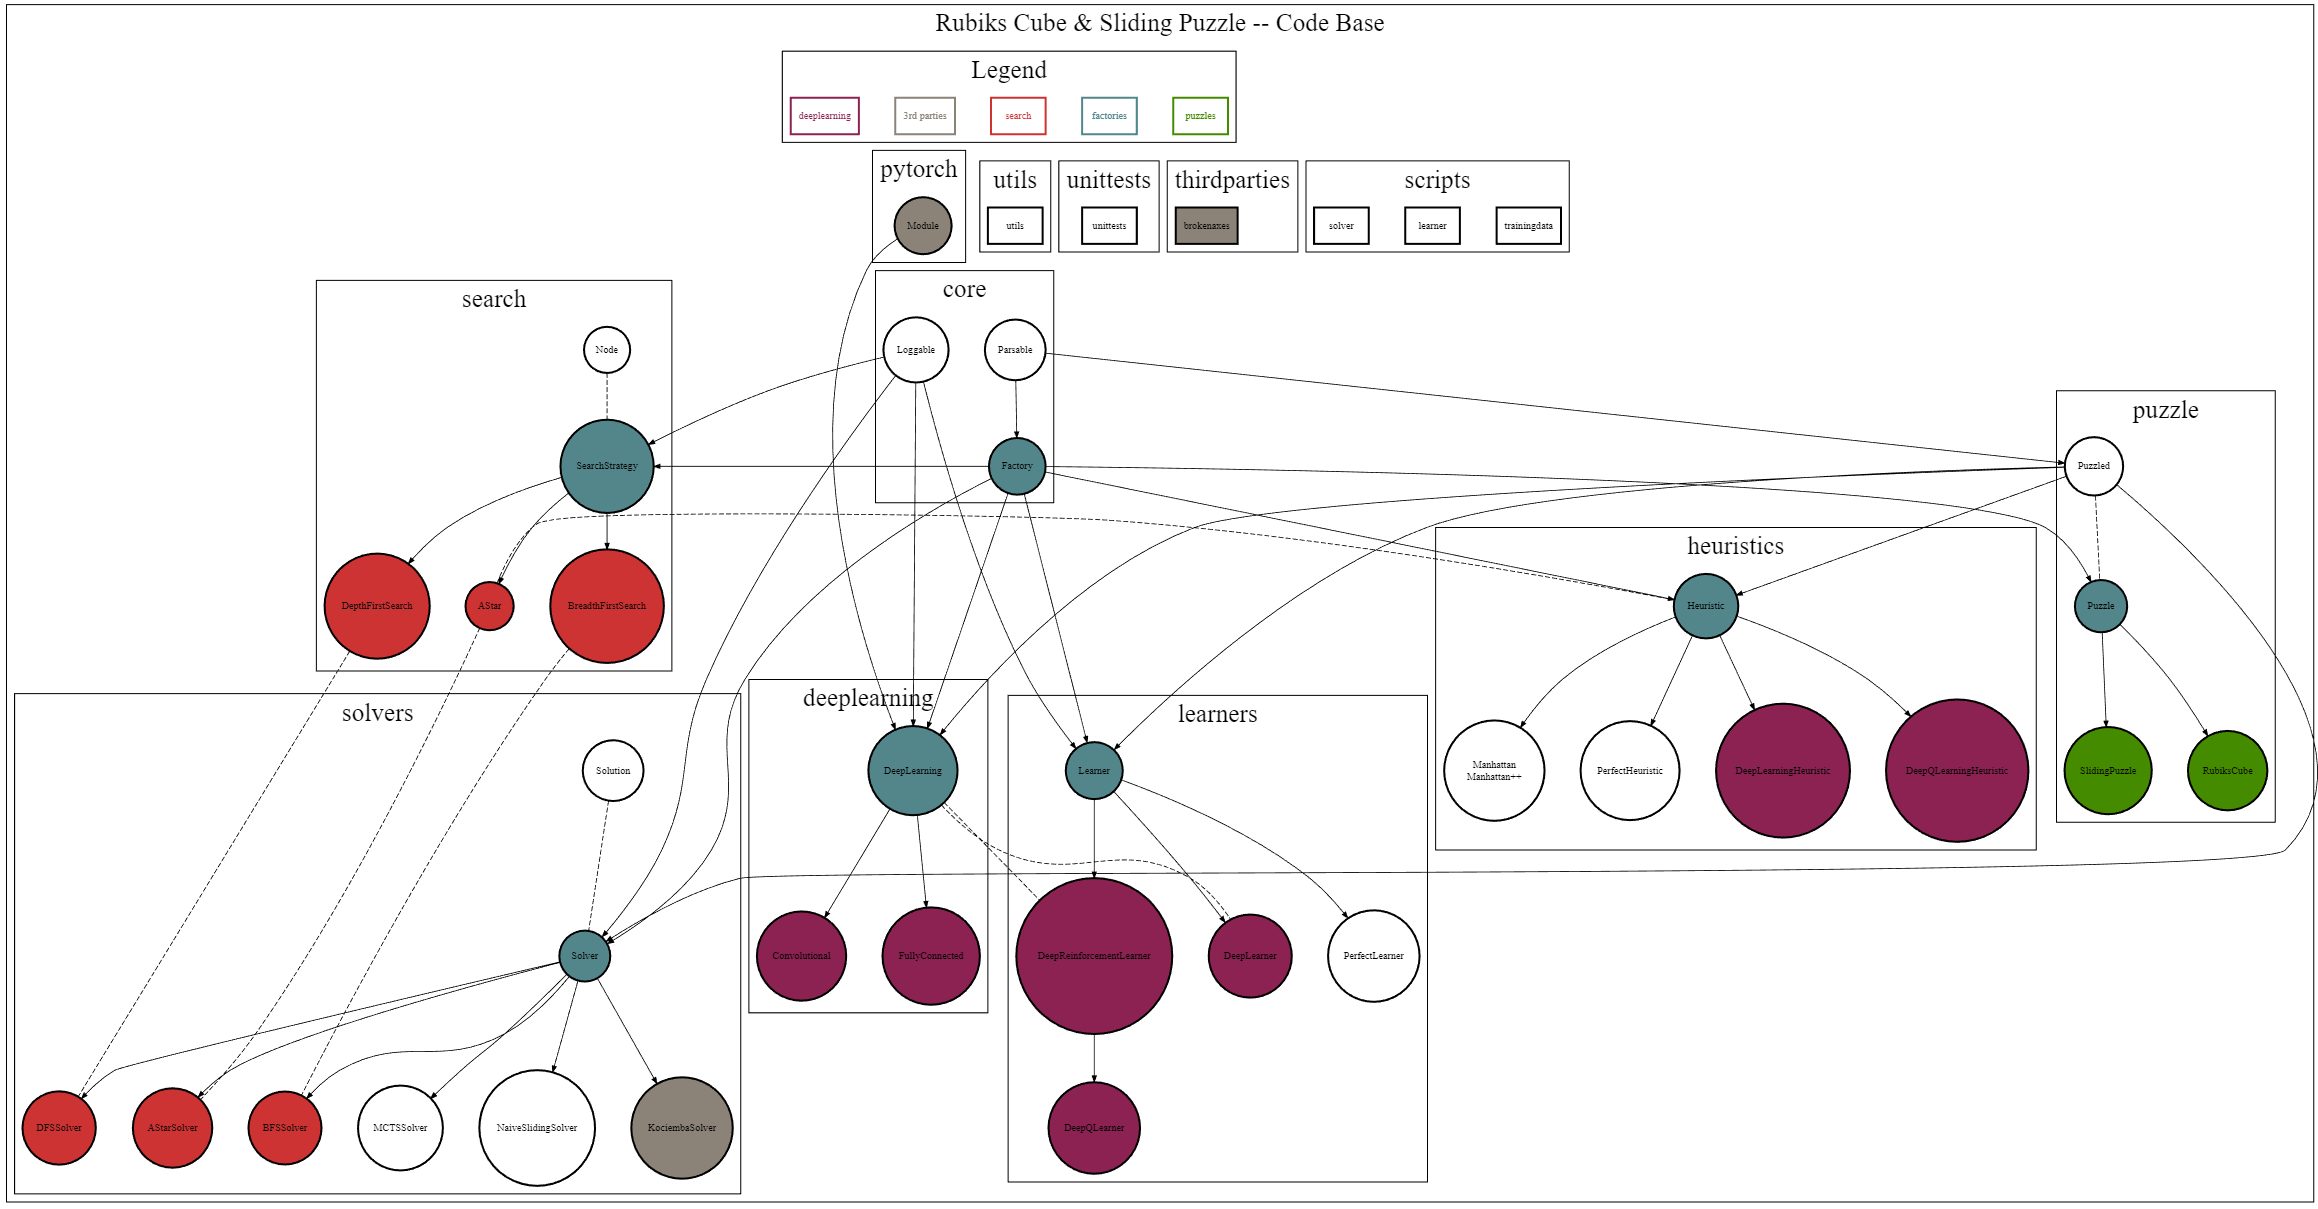 Rubiks Cube & Sliding Puzzle -- Code Base
Legend
deeplearning
3rd parties
search
factories
puzzles
pytorch
Module
utils
utils
unittests
unittests
thirdparties
brokenaxes
scripts
solver
learner
trainingdata
search
Node
SearchStrategy
DepthFirstSearch
AStar
BreadthFirstSearch
core
Loggable
Parsable
Factory
puzzle
Puzzled
Puzzle
SlidingPuzzle
RubiksCube
heuristics
Heuristic
Manhattan
Manhattan++
PerfectHeuristic
DeepLearningHeuristic
DeepQLearningHeuristic
solvers
Solution
Solver
DFSSolver
AStarSolver
BFSSolver
MCTSSolver
NaiveSlidingSolver
KociembaSolver
deeplearning
DeepLearning
Convolutional
FullyConnected
learners
Learner
DeepReinforcementLearner
DeepLearner
PerfectLearner
DeepQLearner